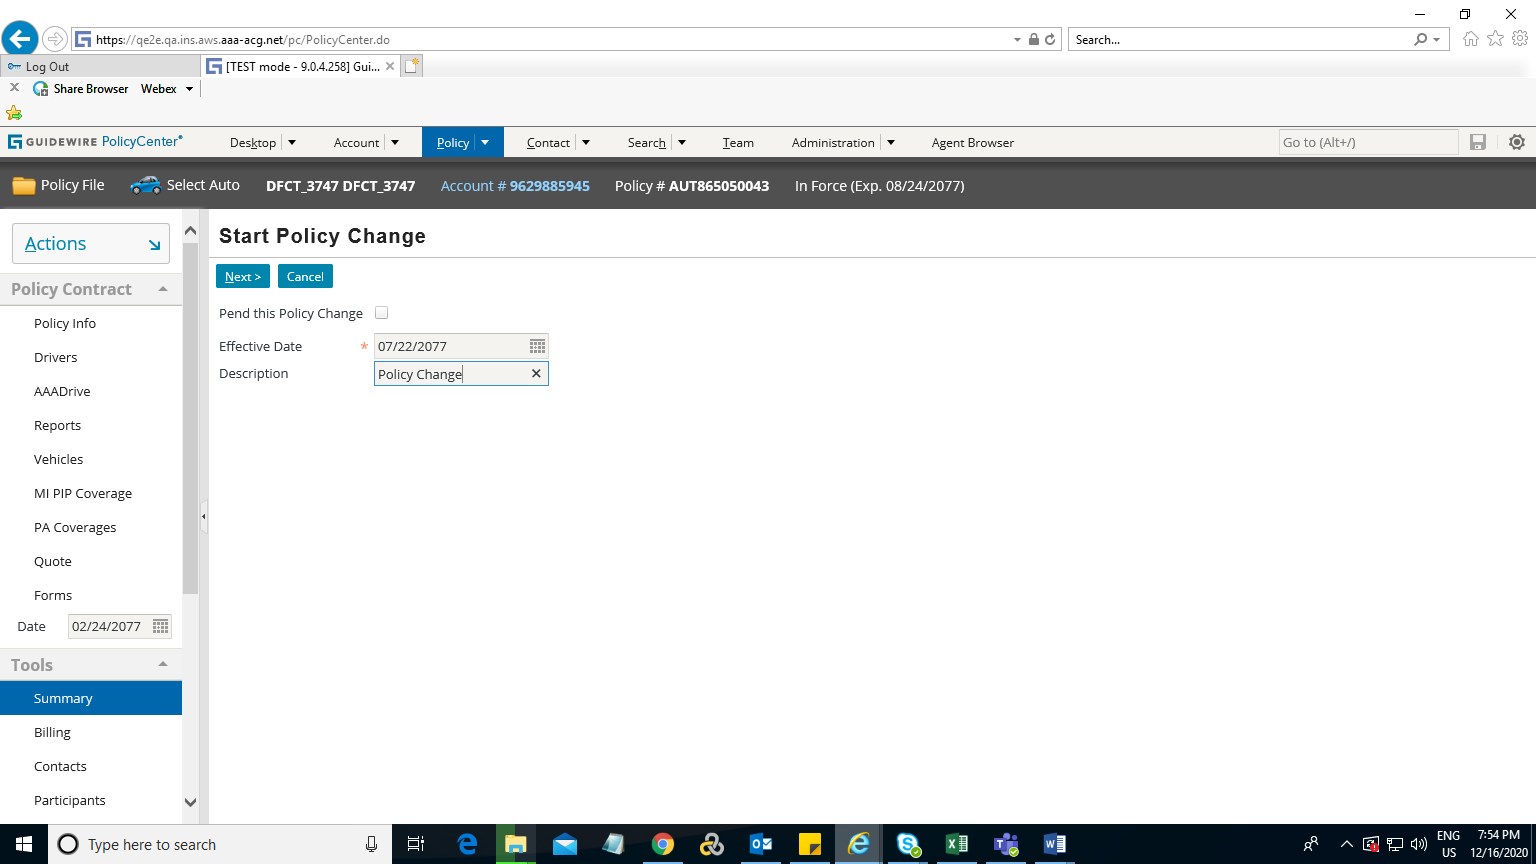 https://qe2e.qa.ins.aws.aaa-acg.net/pc/PolicyCenter.do
Search...
Log Out
[TEST mode - 9.0.4.258] Gui...
Share Browser Webex
GUIDEWIRE PolicyCenter®
Desktop Account Policy Contact Search Team Administration Agent Browser
Go to (Alt+/)
Policy File Select Auto DFCT_3747 DFCT_3747 Account # 9629885945 Policy # AUT865050043 In Force (Exp. 08/24/2077)
Actions
Policy Contract
Policy Info
Drivers
AAADrive
Reports
Vehicles
MI PIP Coverage
PA Coverages
Quote
Forms
Date 02/24/2077
Tools
Summary
Billing
Contacts
Participants
Start Policy Change
Next > Cancel
Pend this Policy Change
Effective Date * 07/22/2077
Description Policy Change
Type here to search
ENG
US
7:54 PM
12/16/2020